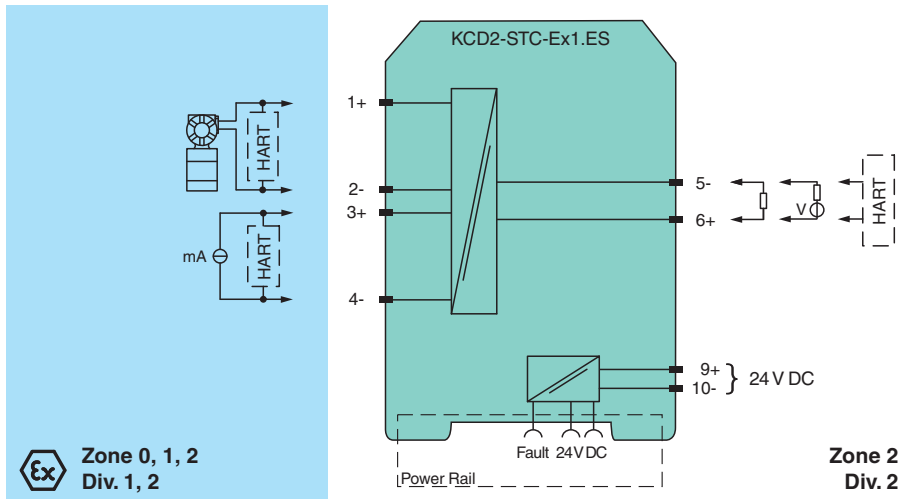 KCD2-STC-Ex1.ES
1+
HART
2-
3+
mA
HART
4-
5-
6+
V
HART
9+
10-
24 V DC
Fault 24V DC
Power Rail
Ex
Zone 0, 1, 2
Div. 1, 2
Zone 2
Div. 2